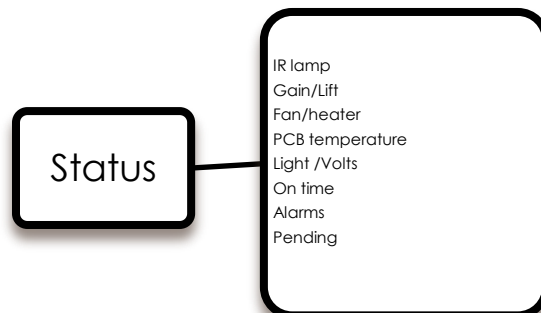 Status
IR lamp
Gain/Lift
Fan/heater
PCB temperature
Light /Volts
On time
Alarms
Pending